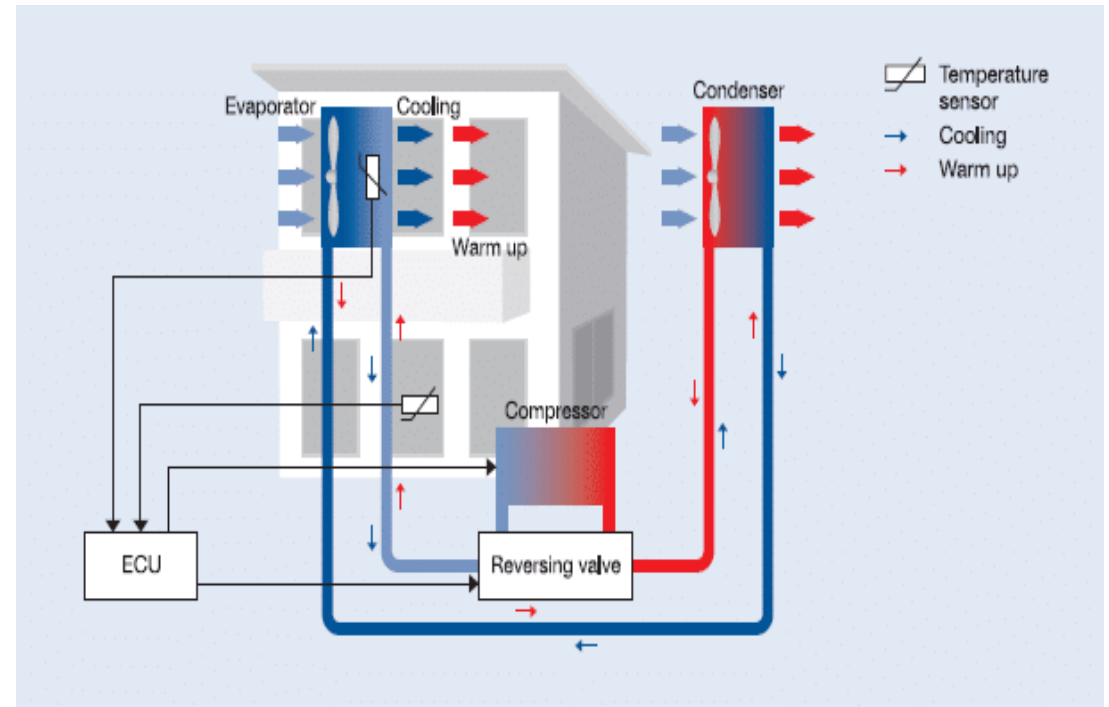 Evaporator
Cooling
Condenser
Temperature
sensor
Cooling
Warm up
Warm up
Compressor
ECU
Reversing valve